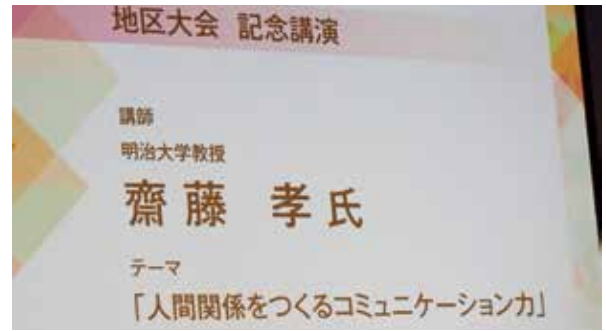 地区大会 記念講演
講師
明治大学教授
齋藤 孝氏
テーマ
「人間関係をつくるコミュニケーション力」